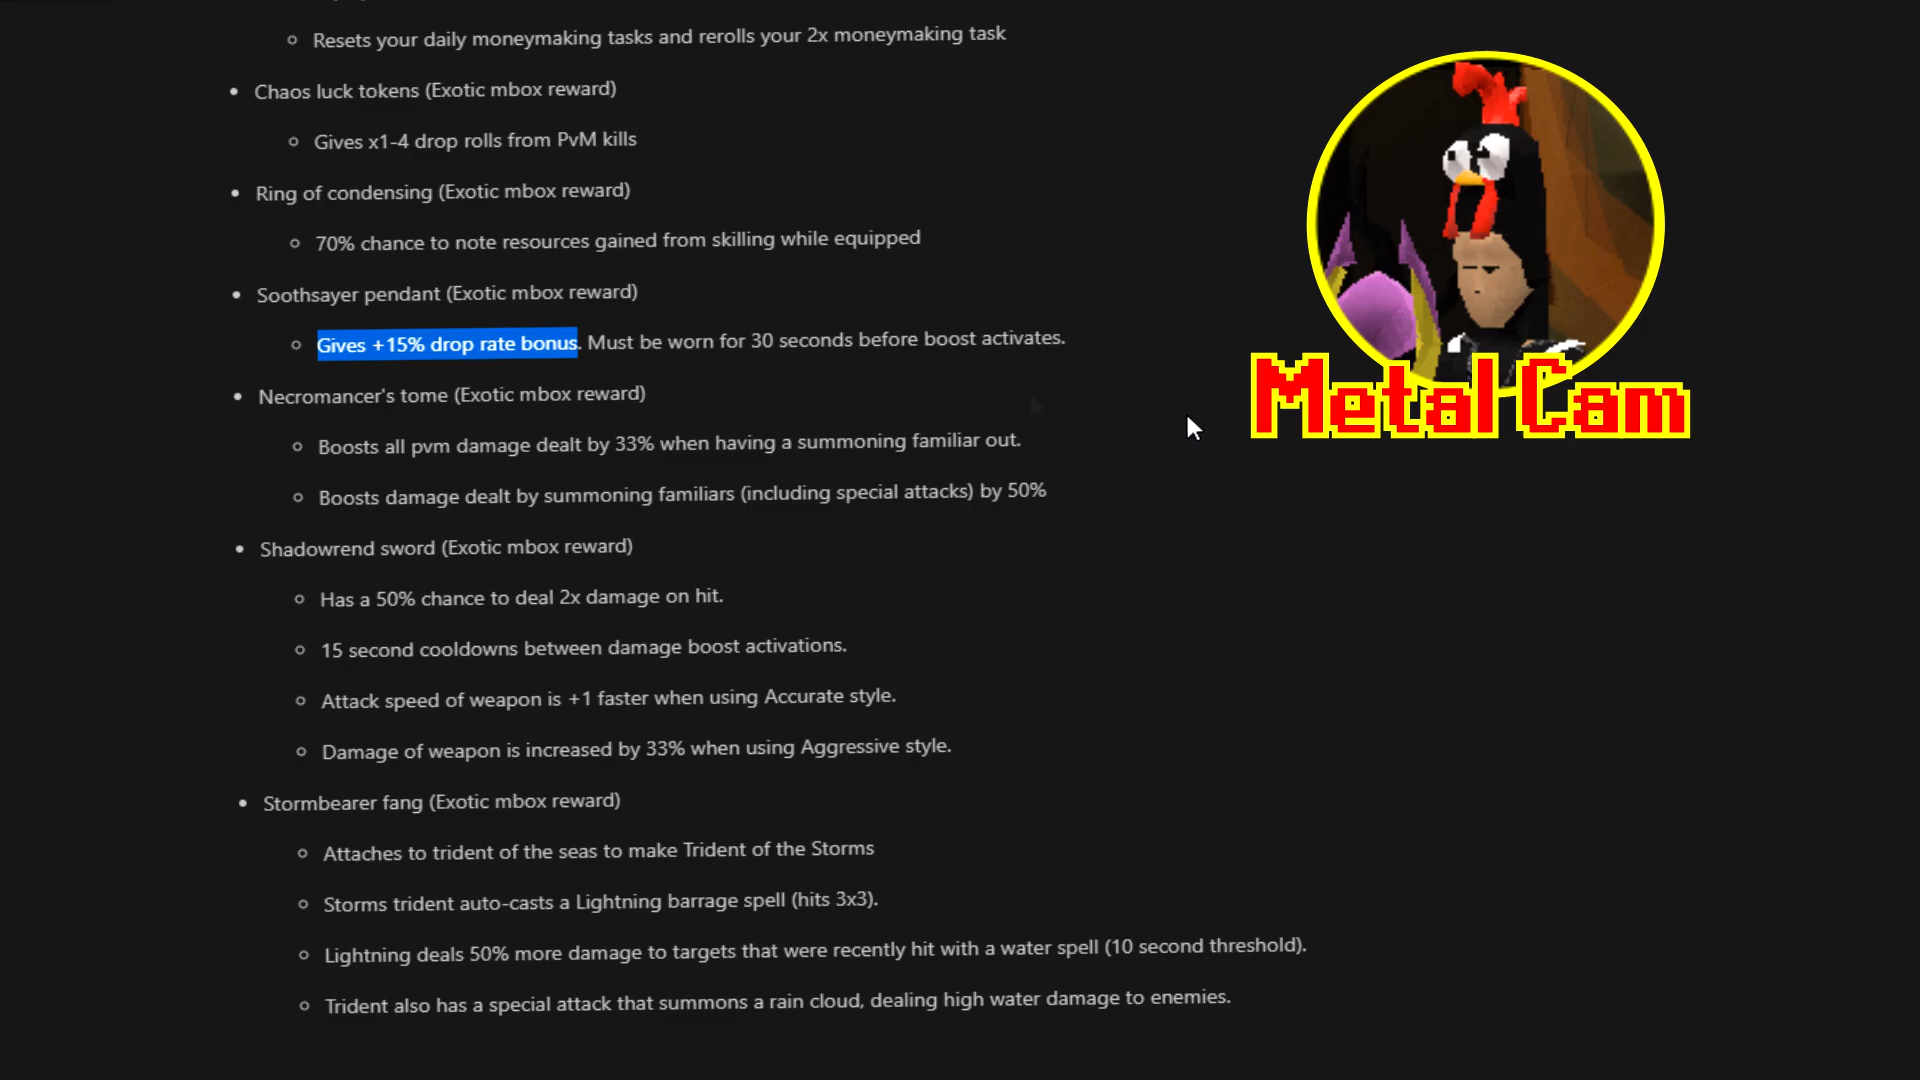 Resets your daily moneymaking tasks and rerolls your 2x moneymaking task
Chaos luck tokens (Exotic mbox reward)
Gives x1-4 drop rolls from PvM kills
Ring of condensing (Exotic mbox reward)
70% chance to note resources gained from skilling while equipped
Soothsayer pendant (Exotic mbox reward)
Gives +15% drop rate bonus. Must be worn for 30 seconds before boost activates.
Necromancer's tome (Exotic mbox reward)
Boosts all pvm damage dealt by 33% when having a summoning familiar out.
Boosts damage dealt by summoning familiars (including special attacks) by 50%
Shadowrend sword (Exotic mbox reward)
Has a 50% chance to deal 2x damage on hit.
15 second cooldowns between damage boost activations.
Attack speed of weapon is +1 faster when using Accurate style.
Damage of weapon is increased by 33% when using Aggressive style.
Stormbearer fang (Exotic mbox reward)
Attaches to trident of the seas to make Trident of the Storms
Storms trident auto-casts a Lightning barrage spell (hits 3x3).
Lightning deals 50% more damage to targets that were recently hit with a water spell (10 second threshold).
Trident also has a special attack that summons a rain cloud, dealing high water damage to enemies.
Metal Cam